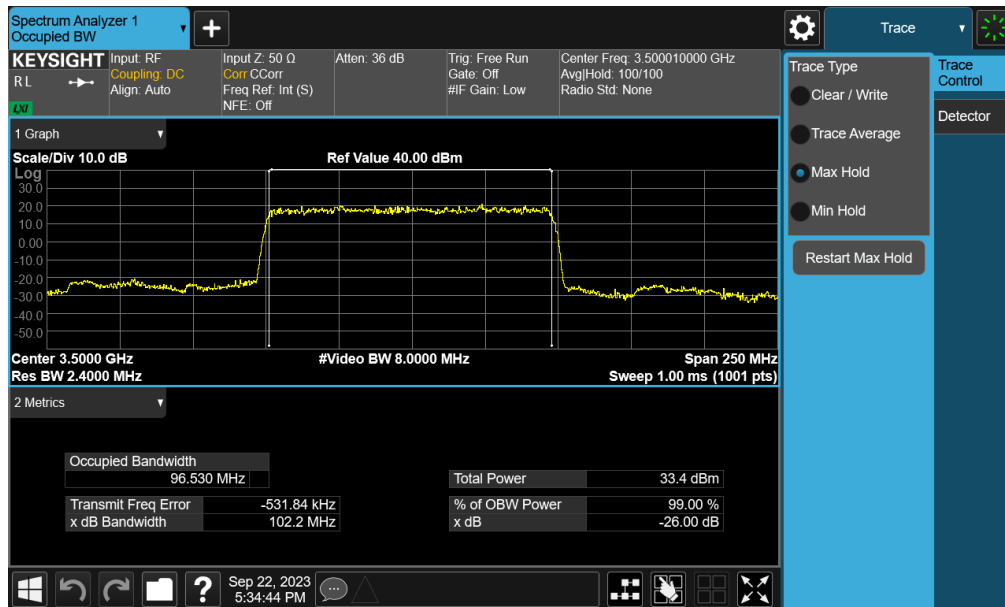 Spectrum Analyzer 1
Occupied BW
+
Trace
KEYSIGHT
RL
LXI
Input: RF
Coupling: DC
Align: Auto
Input Z: 50 Ω
Corr CCorr
Freq Ref: Int (S)
NFE: Off
Atten: 36 dB
Trig: Free Run
Gate: Off
#IF Gain: Low
Center Freq: 3.500010000 GHz
Avg|Hold: 100/100
Radio Std: None
1 Graph
Scale/Div 10.0 dB
Ref Value 40.00 dBm
Log
30.0
20.0
10.0
0.00
-10.0
-20.0
-30.0
-40.0
-50.0
Center 3.5000 GHz
#Video BW 8.0000 MHz
Span 250 MHz
Res BW 2.4000 MHz
Sweep 1.00 ms (1001 pts)
2 Metrics
Occupied Bandwidth
96.530 MHz
Total Power 33.4 dBm
Transmit Freq Error -531.84 kHz
% of OBW Power 99.00 %
x dB Bandwidth 102.2 MHz
x dB -26.00 dB
Trace Type
Clear / Write
Trace Average
Max Hold
Min Hold
Restart Max Hold
Trace
Control
Detector
?
Sep 22, 2023
5:34:44 PM